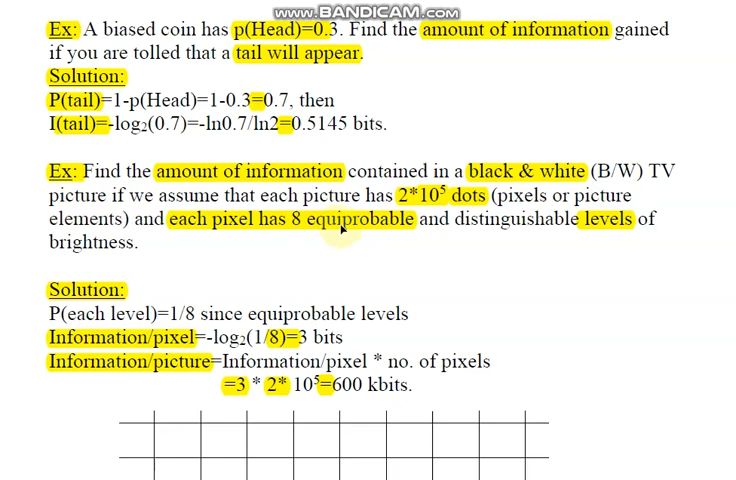 WWW.BANDICAM.COM
Ex: A biased coin has p(Head)=0.3. Find the amount of information gained
if you are tolled that a tail will appear.
Solution:
P(tail)=1-p(Head)=1-0.3=0.7, then
I(tail)=-log₂(0.7)=-ln0.7/ln2=0.5145 bits.
Ex: Find the amount of information contained in a black & white (B/W) TV
picture if we assume that each picture has 2*10⁵ dots (pixels or picture
elements) and each pixel has 8 equiprobable and distinguishable levels of
brightness.
Solution:
P(each level)=1/8 since equiprobable levels
Information/pixel=-log₂(1/8)=3 bits
Information/picture=Information/pixel * no. of pixels
=3 * 2* 10⁵=600 kbits.